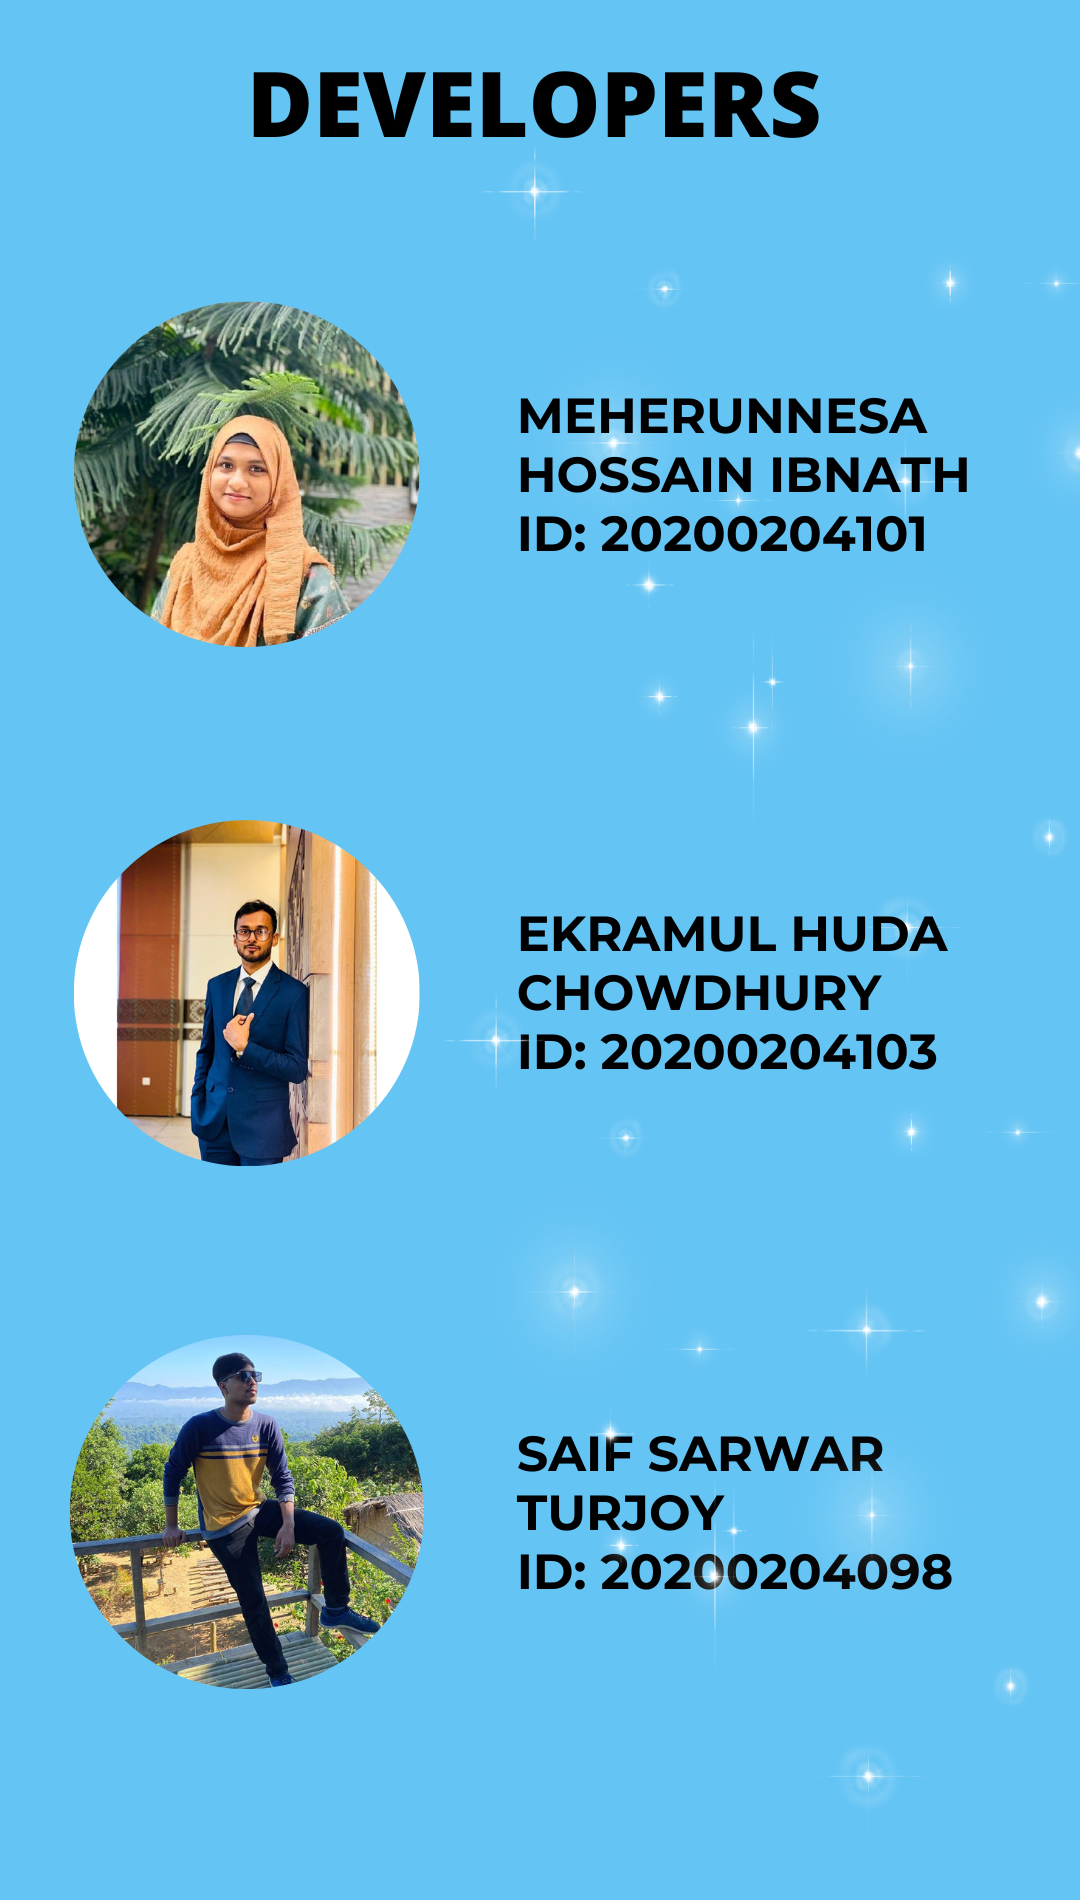 DEVELOPERS
MEHERUNNESA
HOSSAIN IBNATH
ID: 20200204101
EKRAMUL HUDA
CHOWDHURY
ID: 20200204103
SAIF SARWAR
TURJOY
ID: 20200204098